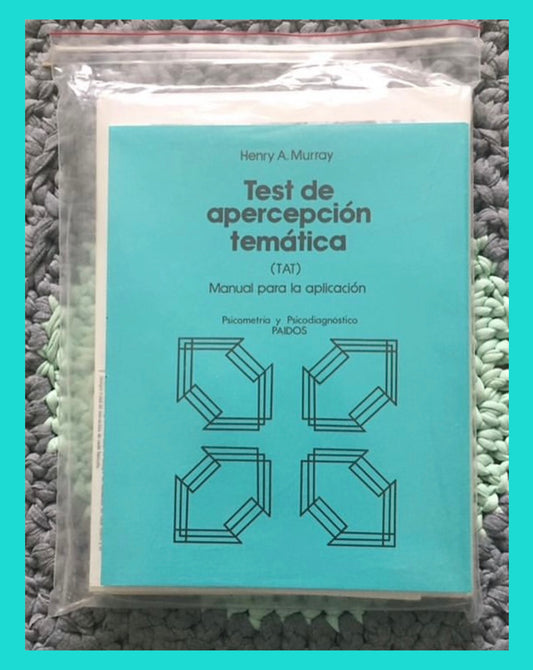 Henry A. Murray
Test de
apercepción
temática
(TAT)
Manual para la aplicación
Psicometría y Psicodiagnóstico
PAIDOS